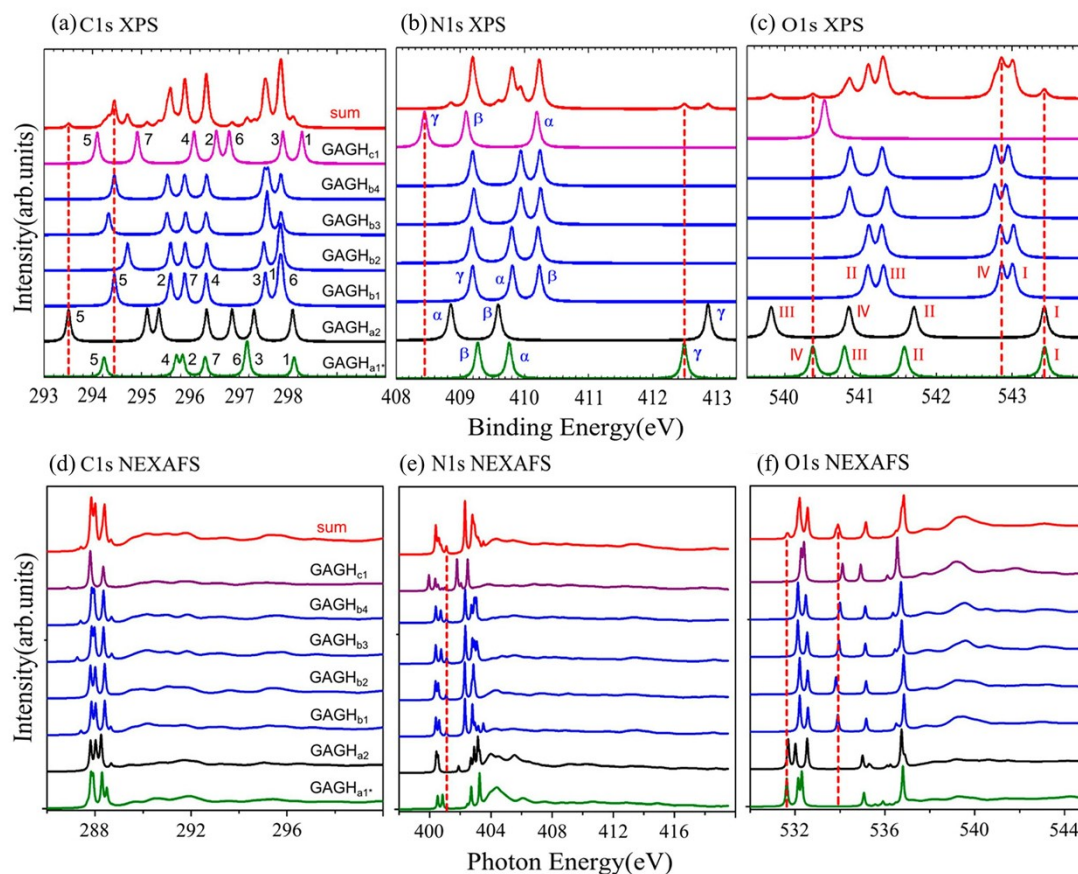 (a) C1s XPS
(b) N1s XPS
(c) O1s XPS
Intensity(arb.units)
sum
5 7 4 2 6 3 1
GAGHc1
GAGHb4
GAGHb3
GAGHb2
5 2 7 4 3 1 6
GAGHb1
5
GAGHa2
5 4 2 7 6 3 1
GAGHa1*
293 294 295 296 297 298
γ β α
γ α β
α β γ
β α γ
408 409 410 411 412 413
II III IV I
III IV II I
IV III II I
540 541 542 543
Binding Energy(eV)
(d) C1s NEXAFS
(e) N1s NEXAFS
(f) O1s NEXAFS
Intensity (arb.units)
sum
GAGHc1
GAGHb4
GAGHb3
GAGHb2
GAGHb1
GAGHa2
GAGHa1*
288 292 296
400 404 408 412 416
532 536 540 544
Photon Energy(eV)